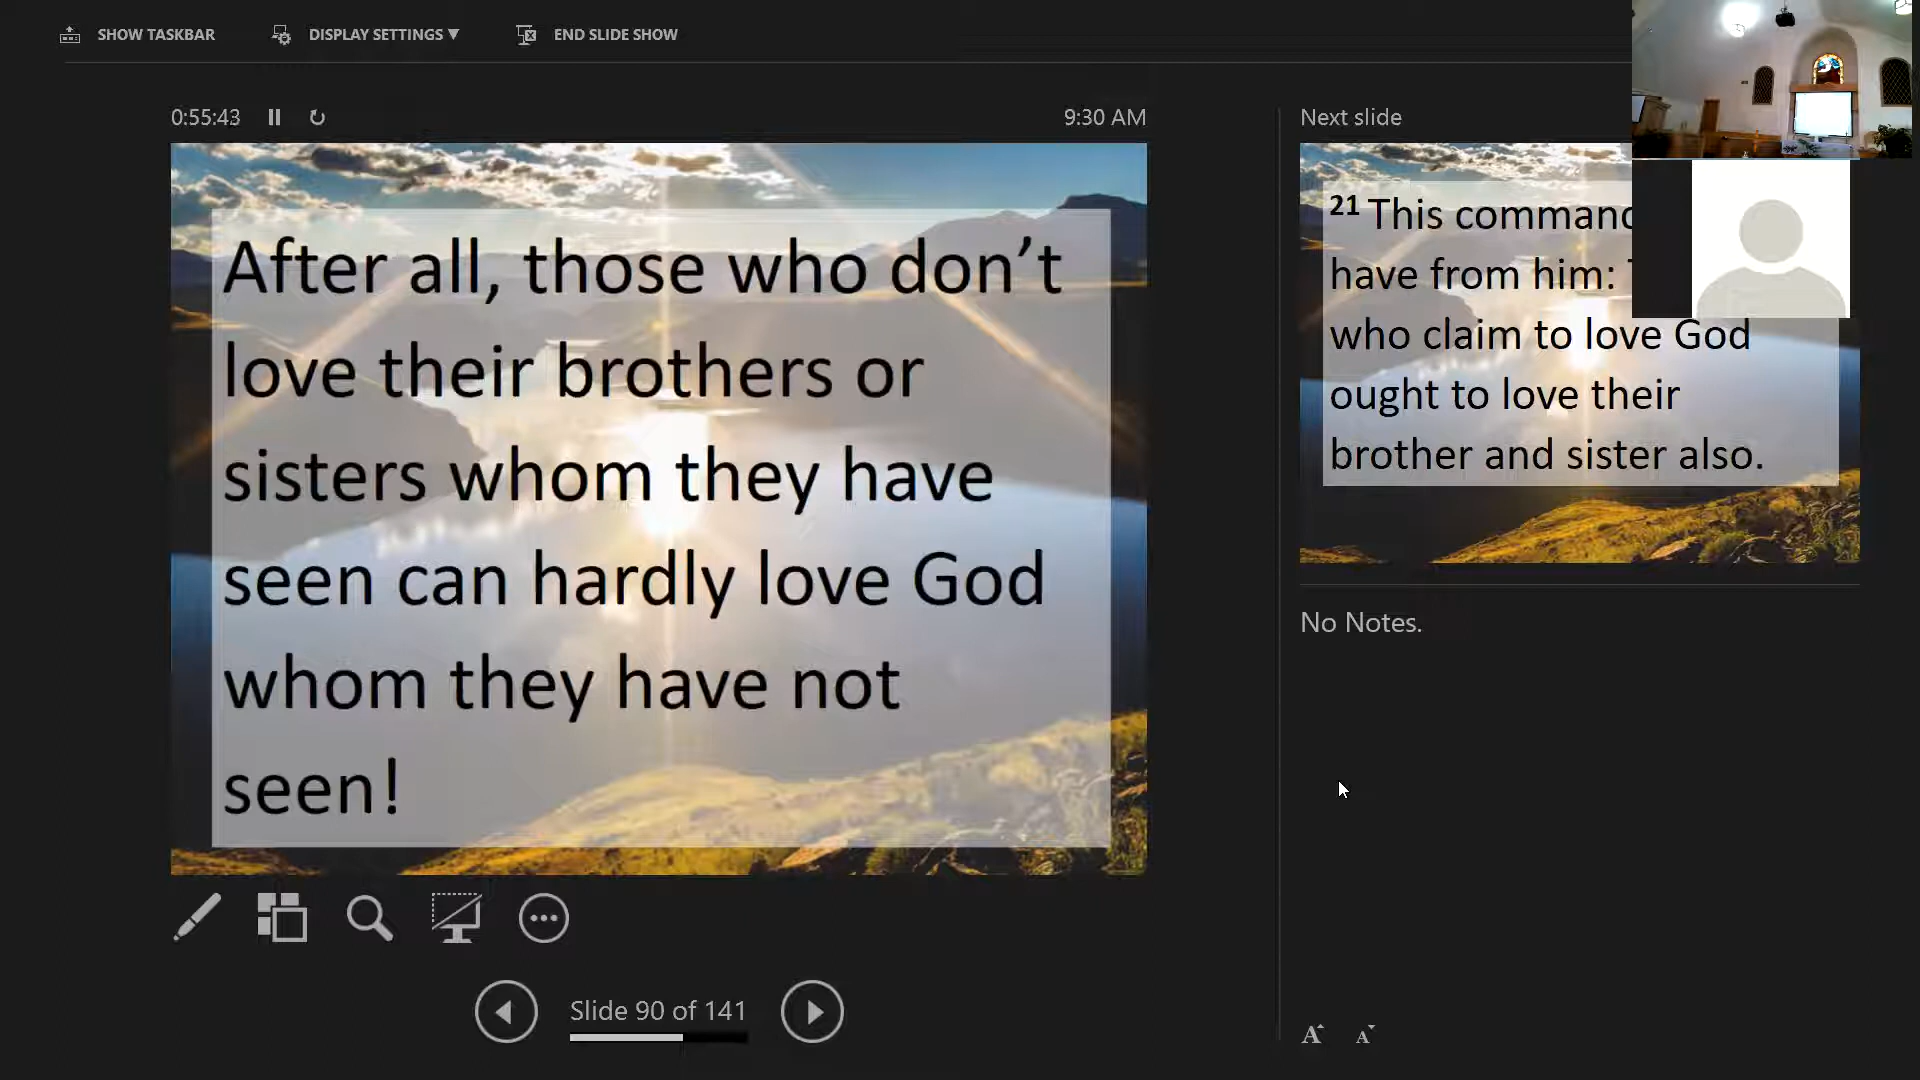 SHOW TASKBAR
DISPLAY SETTINGS ▼
END SLIDE SHOW
0:55:43
9:30 AM
After all, those who don’t
love their brothers or
sisters whom they have
seen can hardly love God
whom they have not
seen!
Slide 90 of 141
Next slide
21 This
have from him:
who claim to love God
ought to love their
brother and sister also.
No Notes.
A A